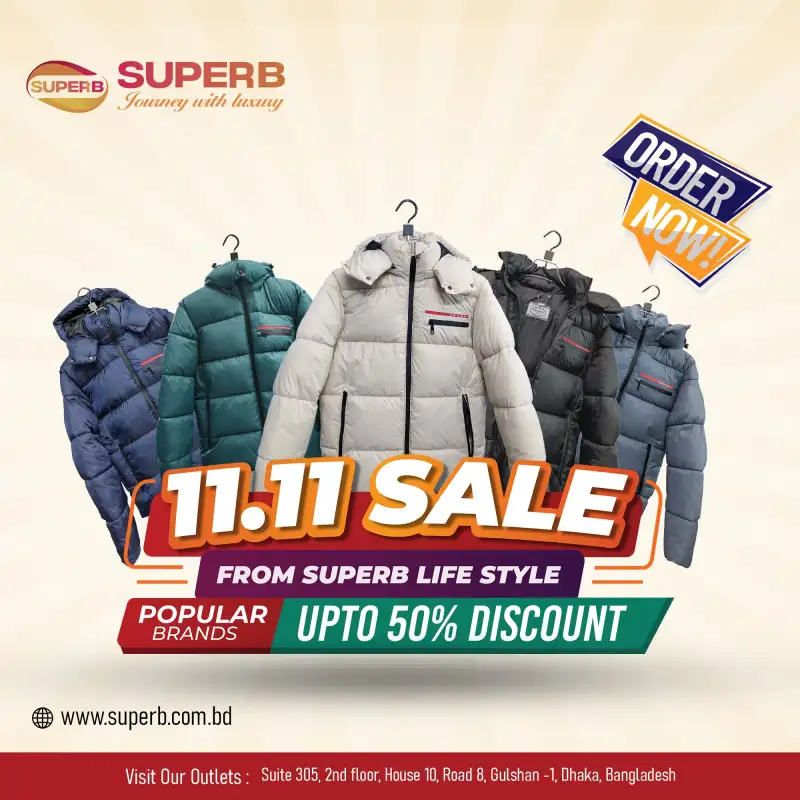 SUPERB
SUPERB
Journey with luxury
ORDER
NOW!
11.11 SALE
FROM SUPERB LIFE STYLE
POPULAR
BRANDS
UPTO 50% DISCOUNT
www.superb.com.bd
Visit Our Outlets : Suite 305, 2nd floor, House 10, Road 8, Gulshan -1, Dhaka, Bangladesh